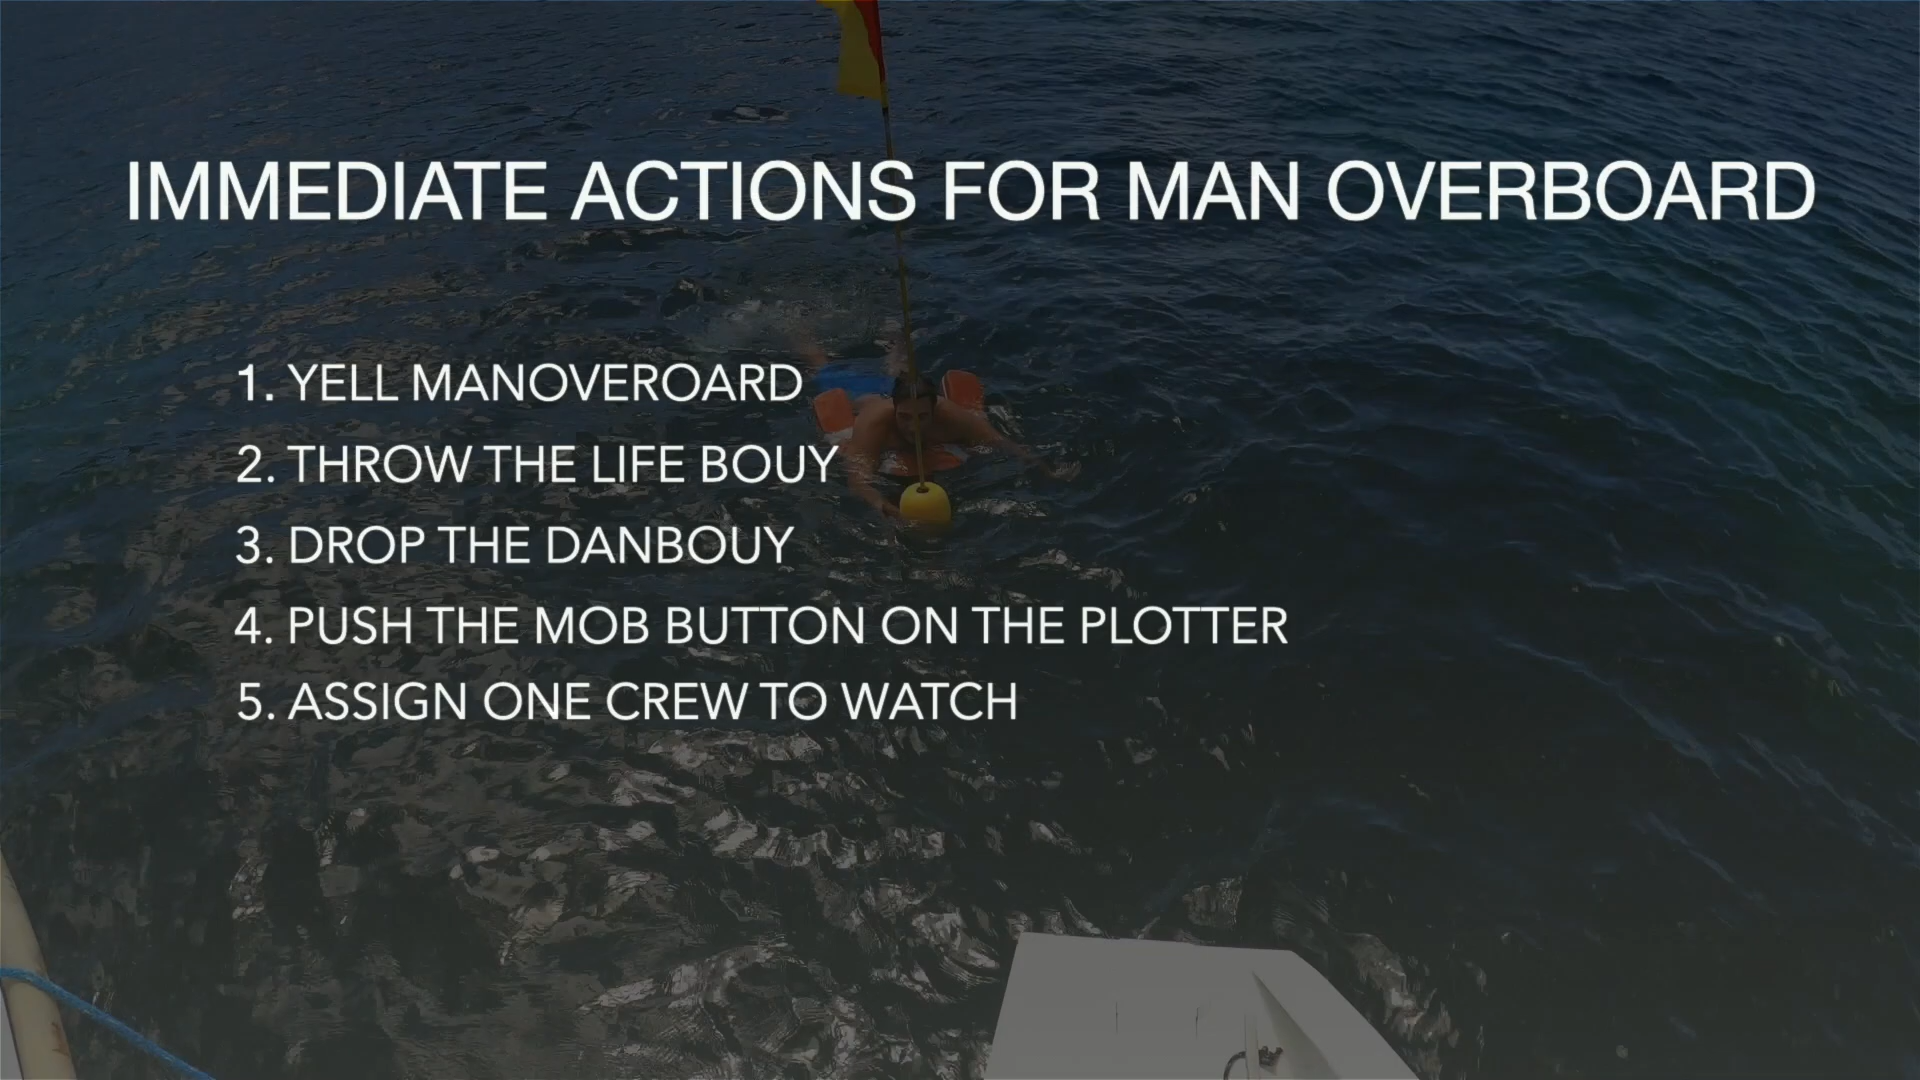 IMMEDIATE ACTIONS FOR MAN OVERBOARD
1. YELL MANOVEROARD
2. THROW THE LIFE BOUY
3. DROP THE DANBOUY
4. PUSH THE MOB BUTTON ON THE PLOTTER
5. ASSIGN ONE CREW TO WATCH